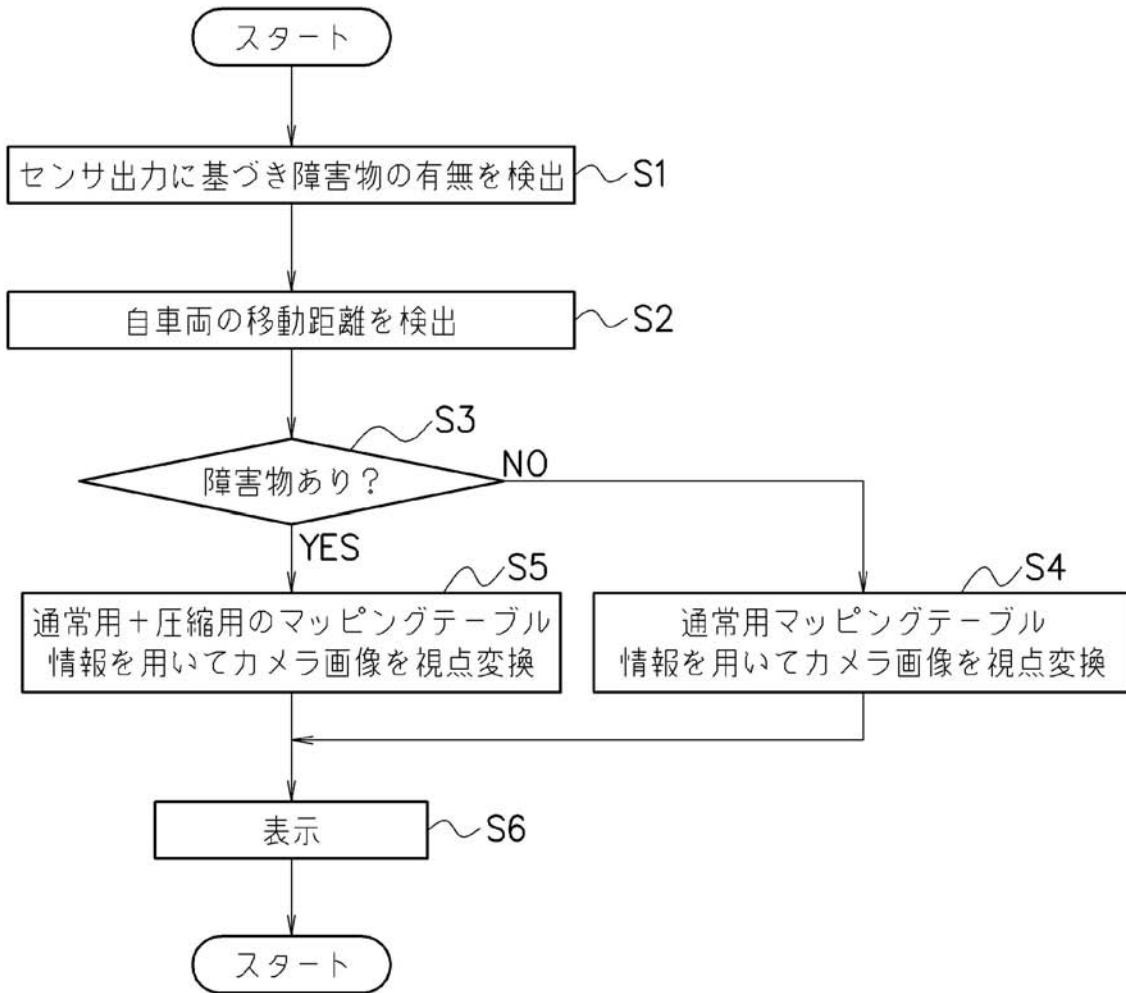 スタート
センサ出力に基づき障害物の有無を検出
S1
自車両の移動距離を検出
S2
S3
障害物あり?
NO
YES
S5
通常用+圧縮用のマッピングテーブル
情報を用いてカメラ画像を視点変換
S4
通常用マッピングテーブル
情報を用いてカメラ画像を視点変換
表示
S6
スタート